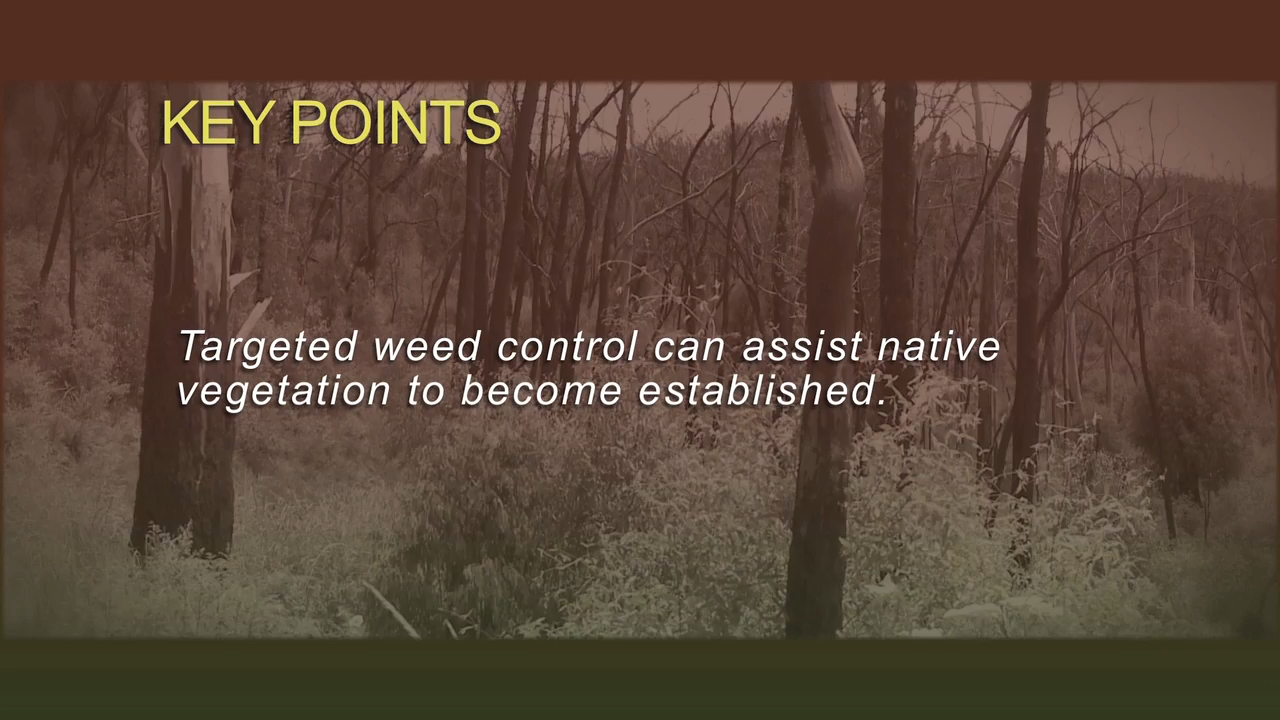 KEY POINTS
Targeted weed control can assist native
vegetation to become established.